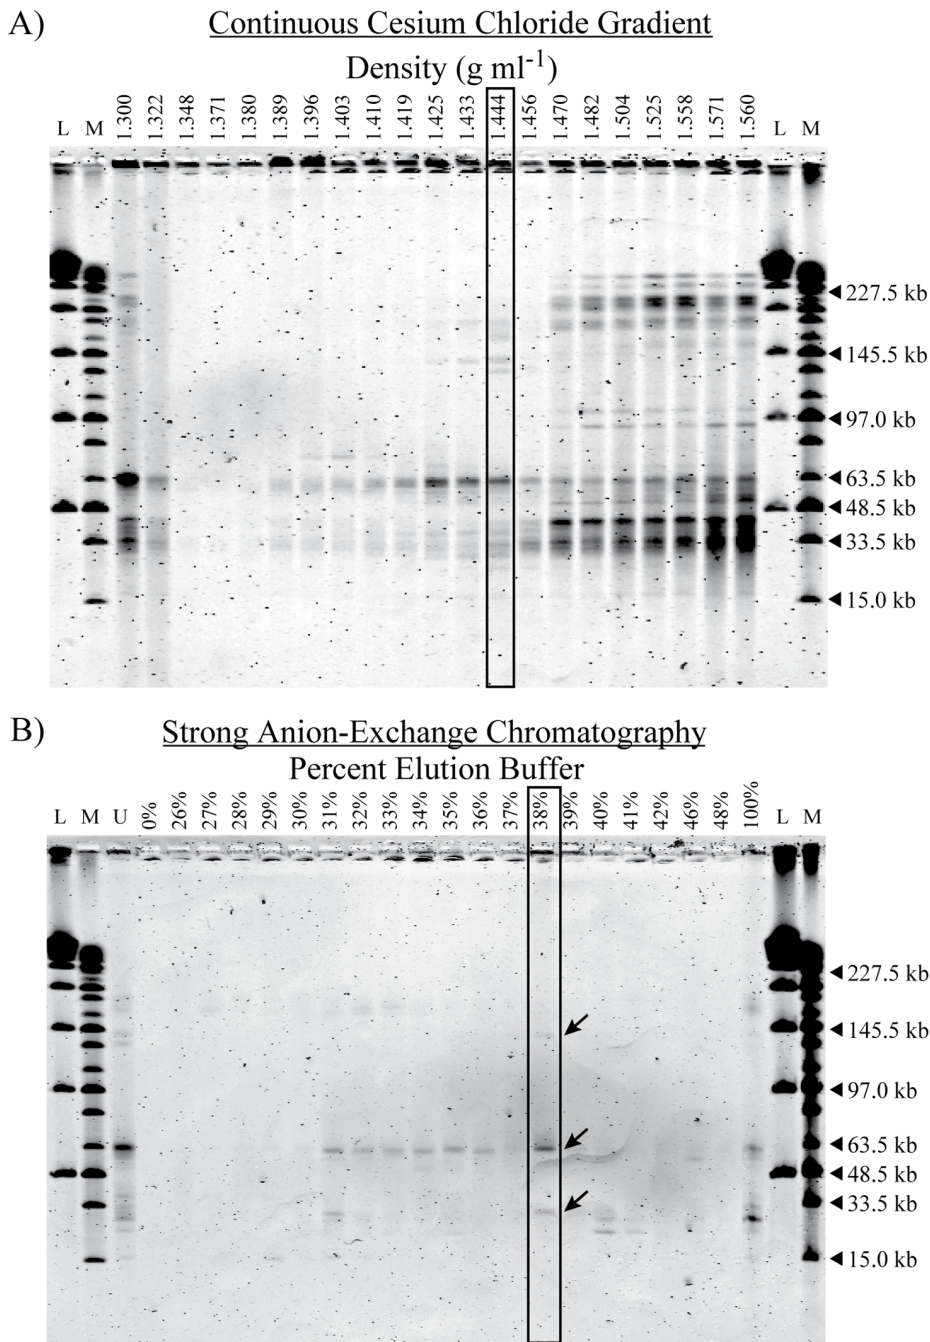 A)
Continuous Cesium Chloride Gradient
Density (g ml-1)
L M 1.300 1.322 1.348 1.371 1.380 1.389 1.396 1.403 1.410 1.419 1.425 1.433 1.444 1.456 1.470 1.482 1.504 1.525 1.558 1.571 1.560 L M
◄227.5 kb
◄145.5 kb
◄97.0 kb
◄63.5 kb
◄48.5 kb
◄33.5 kb
◄15.0 kb
B)
Strong Anion-Exchange Chromatography
Percent Elution Buffer
L M U 0% 26% 27% 28% 29% 30% 31% 32% 33% 34% 35% 36% 37% 38% 39% 40% 41% 42% 46% 48% 100% L M
◄227.5 kb
◄145.5 kb
◄97.0 kb
◄63.5 kb
◄48.5 kb
◄33.5 kb
◄15.0 kb